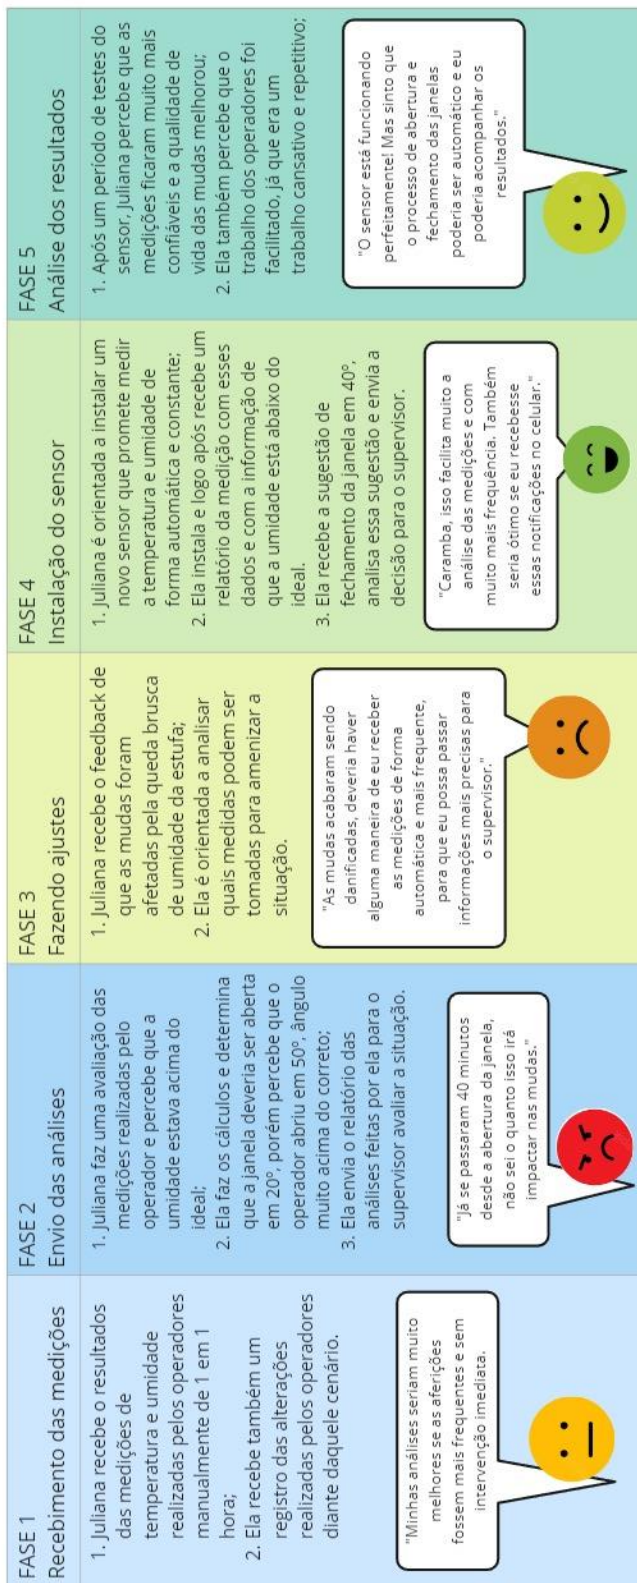 FASE 1
Recebimento das medições
1. Juliana recebe o resultados
das medições de
temperatura e umidade
realizadas pelos operadores
manualmente de 1 em 1
hora;
2. Ela recebe também um
registro das alterações
realizadas pelos operadores
diante daquele cenário.
"Minhas análises seriam muito
melhores se as aferições
fossem mais frequentes e sem
intervenção imediata.
FASE 2
Envio das análises
1. Juliana faz uma avaliação das
medições realizadas pelo
operador e percebe que a
umidade estava acima do
ideal;
2. Ela faz os cálculos e determina
que a janela deveria ser aberta
em 20º, porém percebe que o
operador abriu em 50º, ângulo
muito acima do correto;
3. Ela envia o relatório das
análises feitas por ela para o
supervisor avaliar a situação.
"Já se passaram 40 minutos
desde a abertura da janela,
não sei o quanto isso irá
impactar nas mudas."
FASE 3
Fazendo ajustes
1. Juliana recebe o feedback de
que as mudas foram
afetadas pela queda brusca
de umidade da estufa;
2. Ela é orientada a analisar
quais medidas podem ser
tomadas para amenizar a
situação.
"As mudas acabaram sendo
danificadas, deveria haver
alguma maneira de eu receber
as medições de forma
automática e mais frequente,
para que eu possa passar
informações mais precisas para
o supervisor."
FASE 4
Instalação do sensor
1. Juliana é orientada a instalar um
novo sensor que promete medir
a temperatura e umidade de
forma automática e constante;
2. Ela instala e logo após recebe um
relatório da medição com esses
dados e com a informação de
que a umidade está abaixo do
ideal.
3. Ela recebe a sugestão de
fechamento da janela em 40º,
analisa essa sugestão e envia a
decisão para o supervisor.
"Caramba, isso facilita muito a
análise das medições e com
muito mais frequência. Também
seria ótimo se eu recebesse
essas notificações no celular."
FASE 5
Análise dos resultados
1. Após um período de testes do
sensor, Juliana percebe que as
medições ficaram muito mais
confiáveis e a qualidade de
vida das mudas melhorou;
2. Ela também percebe que o
trabalho dos operadores foi
facilitado, já que era um
trabalho cansativo e repetitivo;
"O sensor está funcionando
perfeitamente! Mas sinto que
o processo de abertura e
fechamento das janelas
poderia ser automático e eu
poderia acompanhar os
resultados."